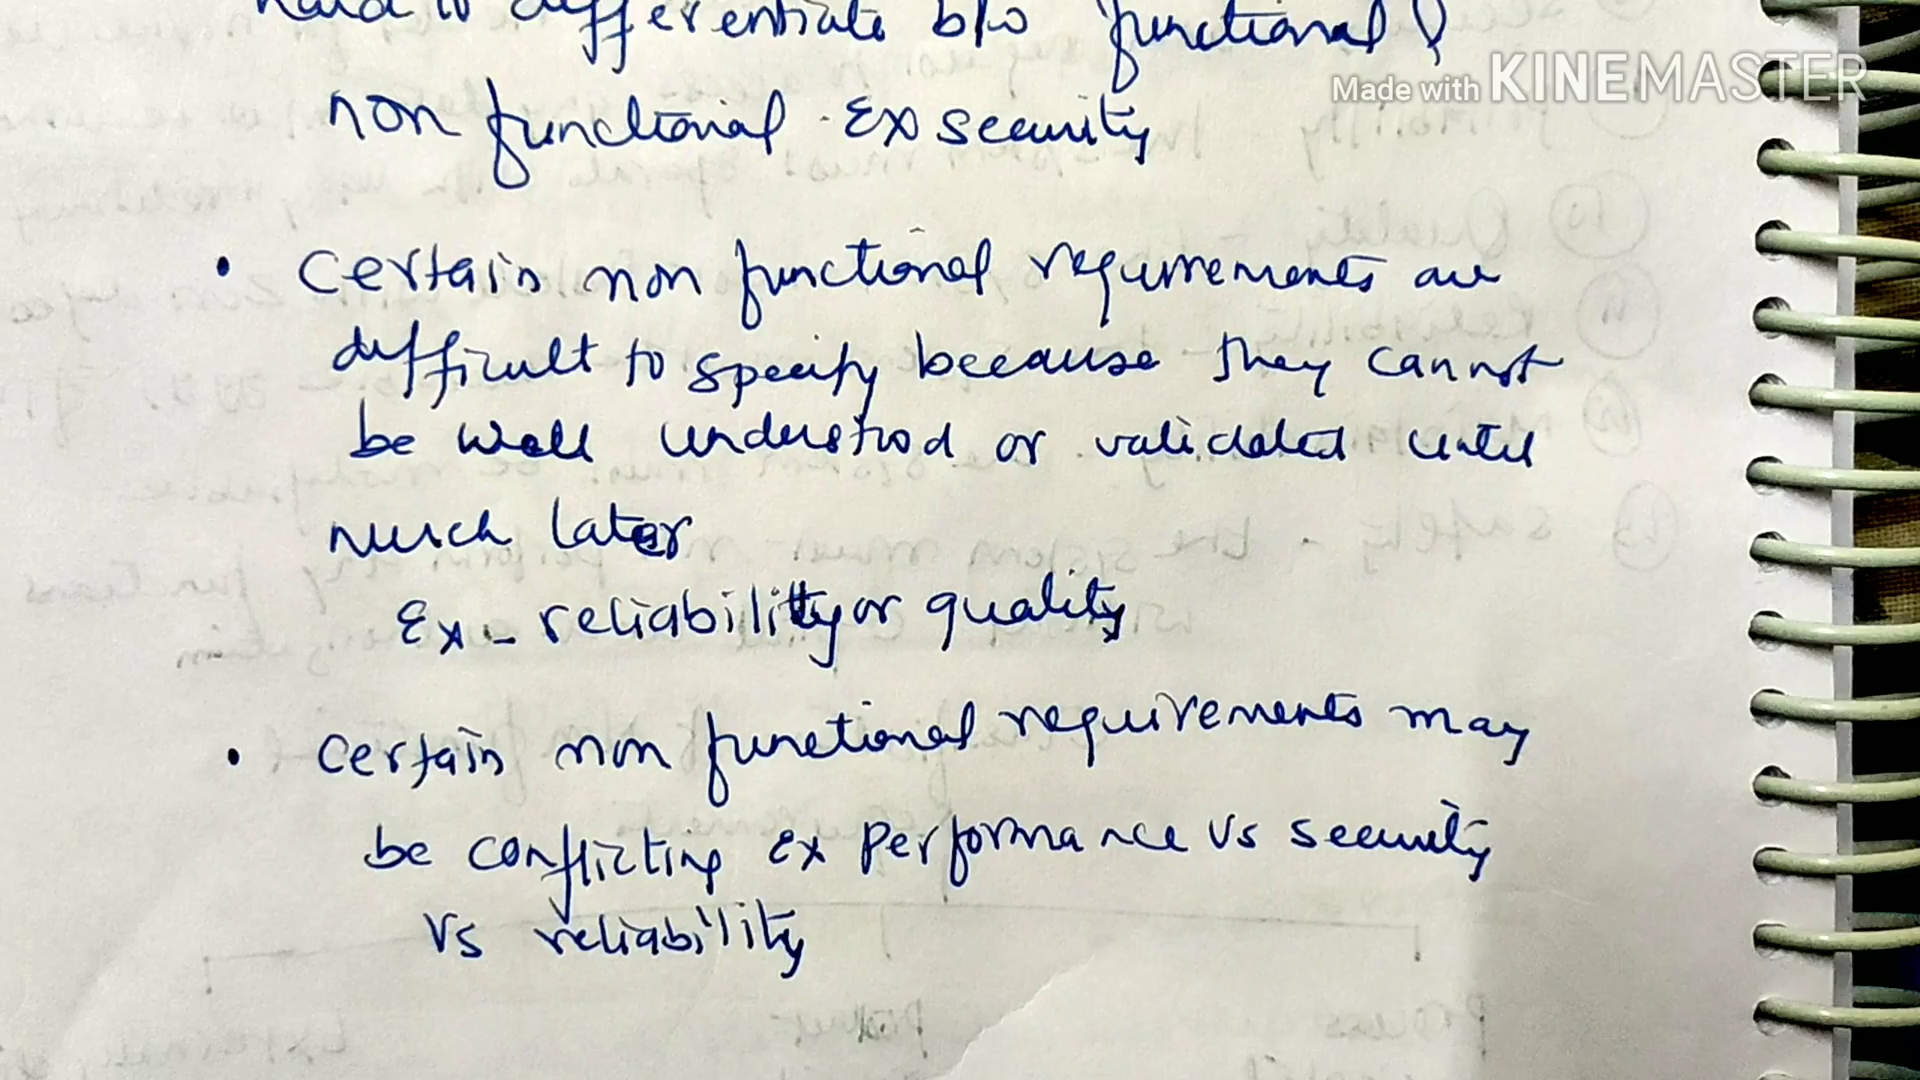 hard to differentiate b/w functional &
non functional . Ex security
Made with KINEMASTER
• Certain non functional requirements are
difficult to specify because they cannot
be well understood or validated until
much later
Ex - reliability or quality
• Certain non functional requirements may
be conflicting Ex Performance vs security
vs reliability